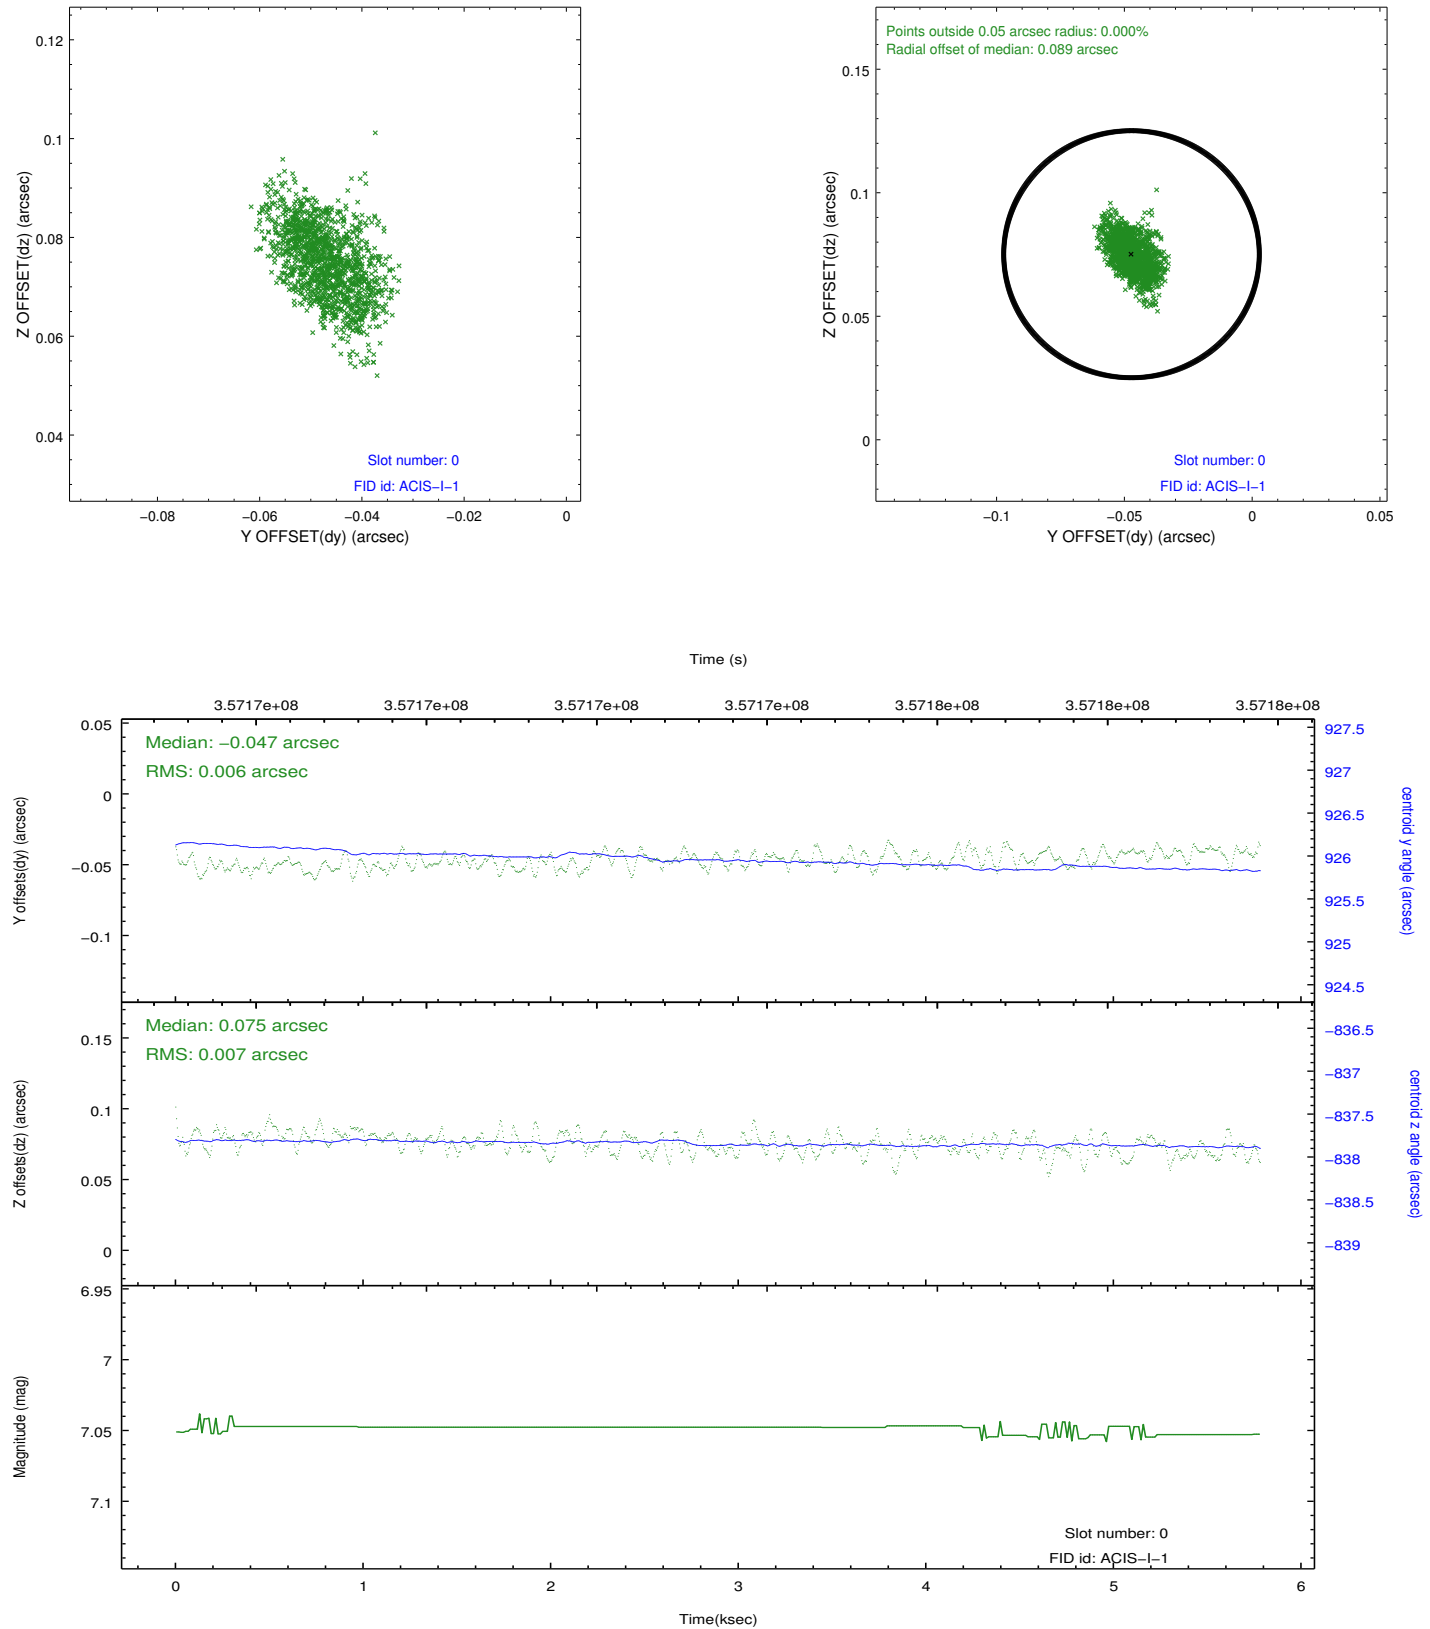 0.12
0.1
0.08
0.06
0.04
Z OFFSET(dz) (arcsec)
Slot number: 0
FID id: ACIS−I−1
−0.08 −0.06 −0.04 −0.02 0
Y OFFSET(dy) (arcsec)
Points outside 0.05 arcsec radius: 0.000%
Radial offset of median: 0.089 arcsec
0.15
0.1
0.05
0
Z OFFSET(dz) (arcsec)
Slot number: 0
FID id: ACIS−I−1
−0.1 −0.05 0 0.05
Y OFFSET(dy) (arcsec)
Time (s)
3.5717e+08 3.5717e+08 3.5717e+08 3.5717e+08 3.5718e+08 3.5718e+08 3.5718e+08
Median: −0.047 arcsec
RMS: 0.006 arcsec
0.05
0
−0.05
−0.1
Y offsets(dy) (arcsec)
927.5
927
926.5
926
925.5
925
924.5
centroid y angle (arcsec)
Median: 0.075 arcsec
RMS: 0.007 arcsec
0.15
0.1
0.05
0
Z offsets(dz) (arcsec)
−836.5
−837
−837.5
−838
−838.5
−839
centroid z angle (arcsec)
6.95
7
7.05
7.1
Magnitude (mag)
Slot number: 0
FID id: ACIS−I−1
0 1 2 3 4 5 6
Time(ksec)